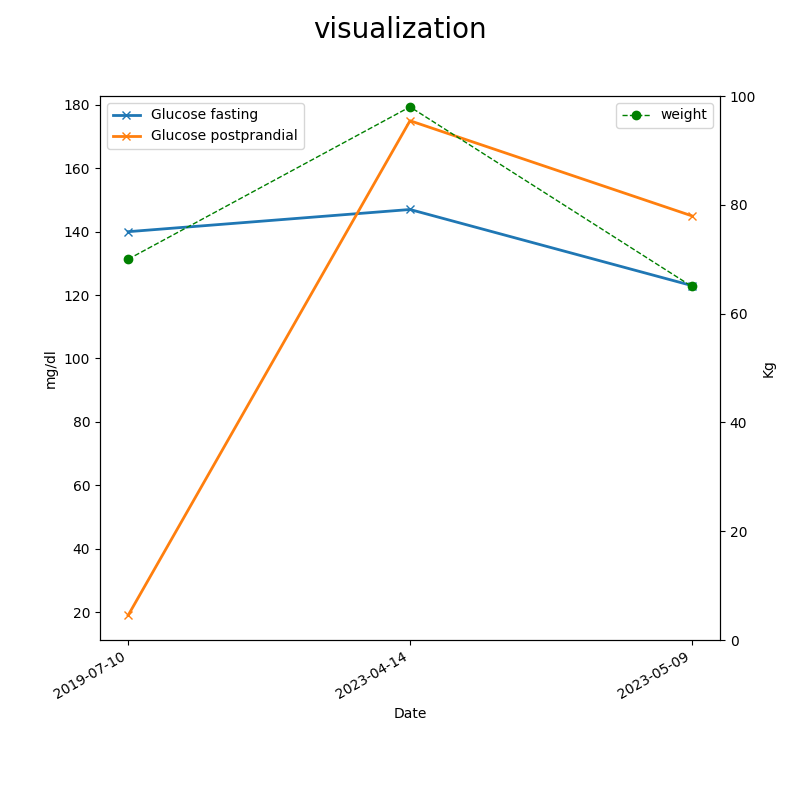 visualization
Glucose fasting
Glucose postprandial
weight
180
160
140
120
100
80
60
40
20
mg/dl
100
80
60
40
20
0
Kg
2019-07-10
2023-04-14
2023-05-09
Date